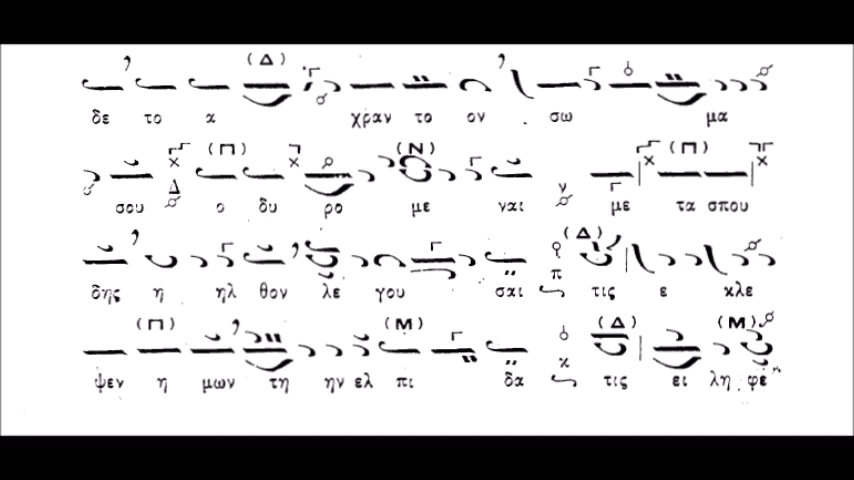 (Δ)
δε το α χραν το ον σω μα
(Π) (Ν) (Π)
σου ο δυ ρο με ναι με τα σπου
(Δ)
δης η ηλ θον λε γου σαι τις ε κλε
(Π) (Μ) (Δ) (Μ)
ψεν η μων τη ην ελ πι δα τις ει λη φε